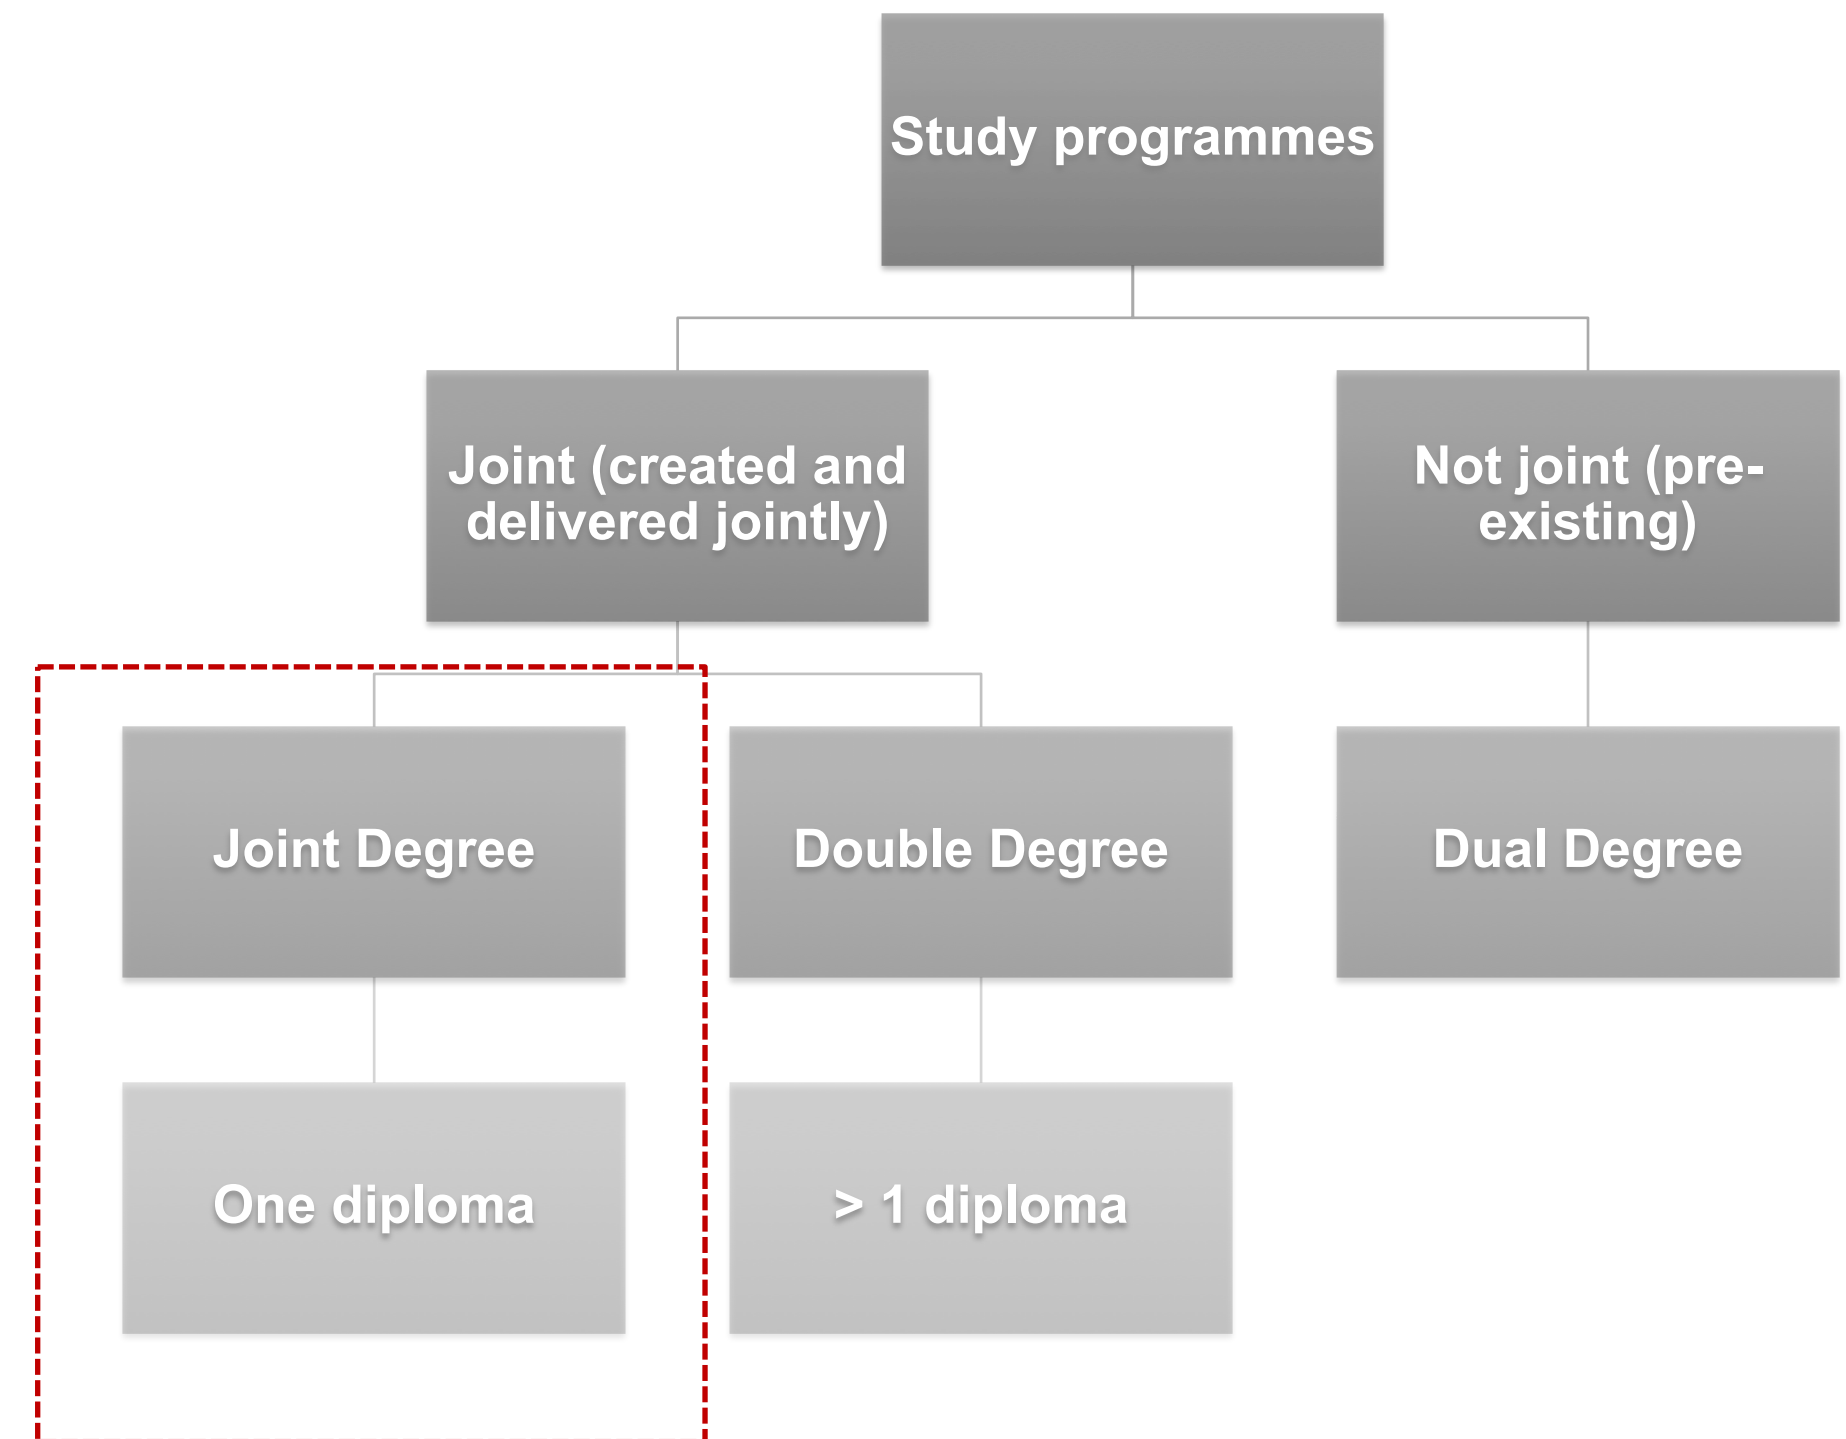 Study programmes
Joint (created and
delivered jointly)
Not joint (pre-
existing)
Joint Degree
Double Degree
Dual Degree
One diploma
> 1 diploma